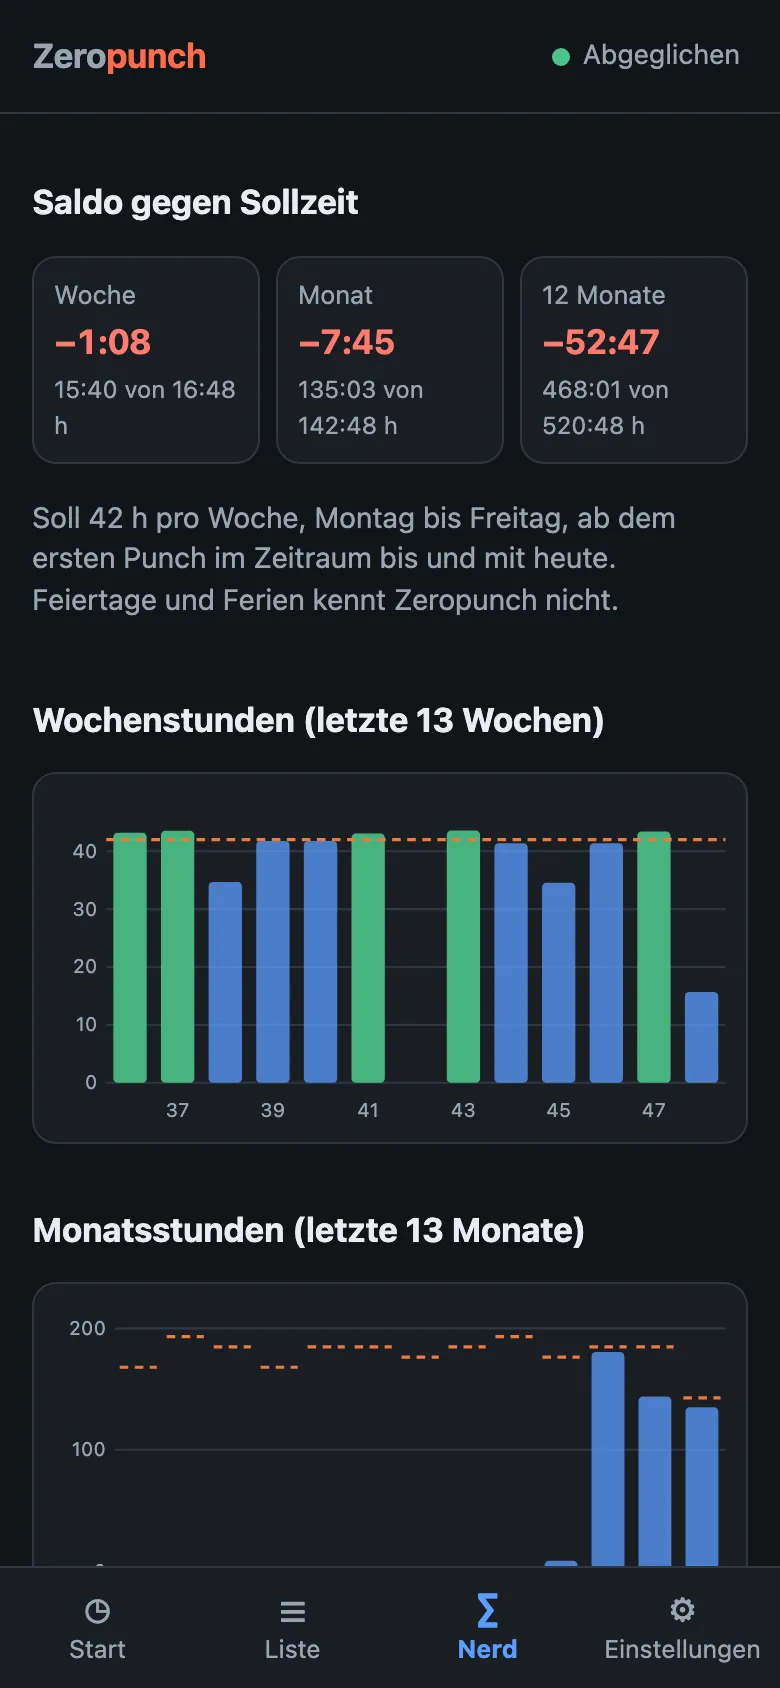 Zeropunch
Abgeglichen
Saldo gegen Sollzeit
Woche
−1:08
15:40 von 16:48
h
Monat
−7:45
135:03 von
142:48 h
12 Monate
−52:47
468:01 von
520:48 h
Soll 42 h pro Woche, Montag bis Freitag, ab dem
ersten Punch im Zeitraum bis und mit heute.
Feiertage und Ferien kennt Zeropunch nicht.
Wochenstunden (letzte 13 Wochen)
40
30
20
10
0
37 39 41 43 45 47
Monatsstunden (letzte 13 Monate)
200
100
Start
Liste
Σ
Nerd
Einstellungen